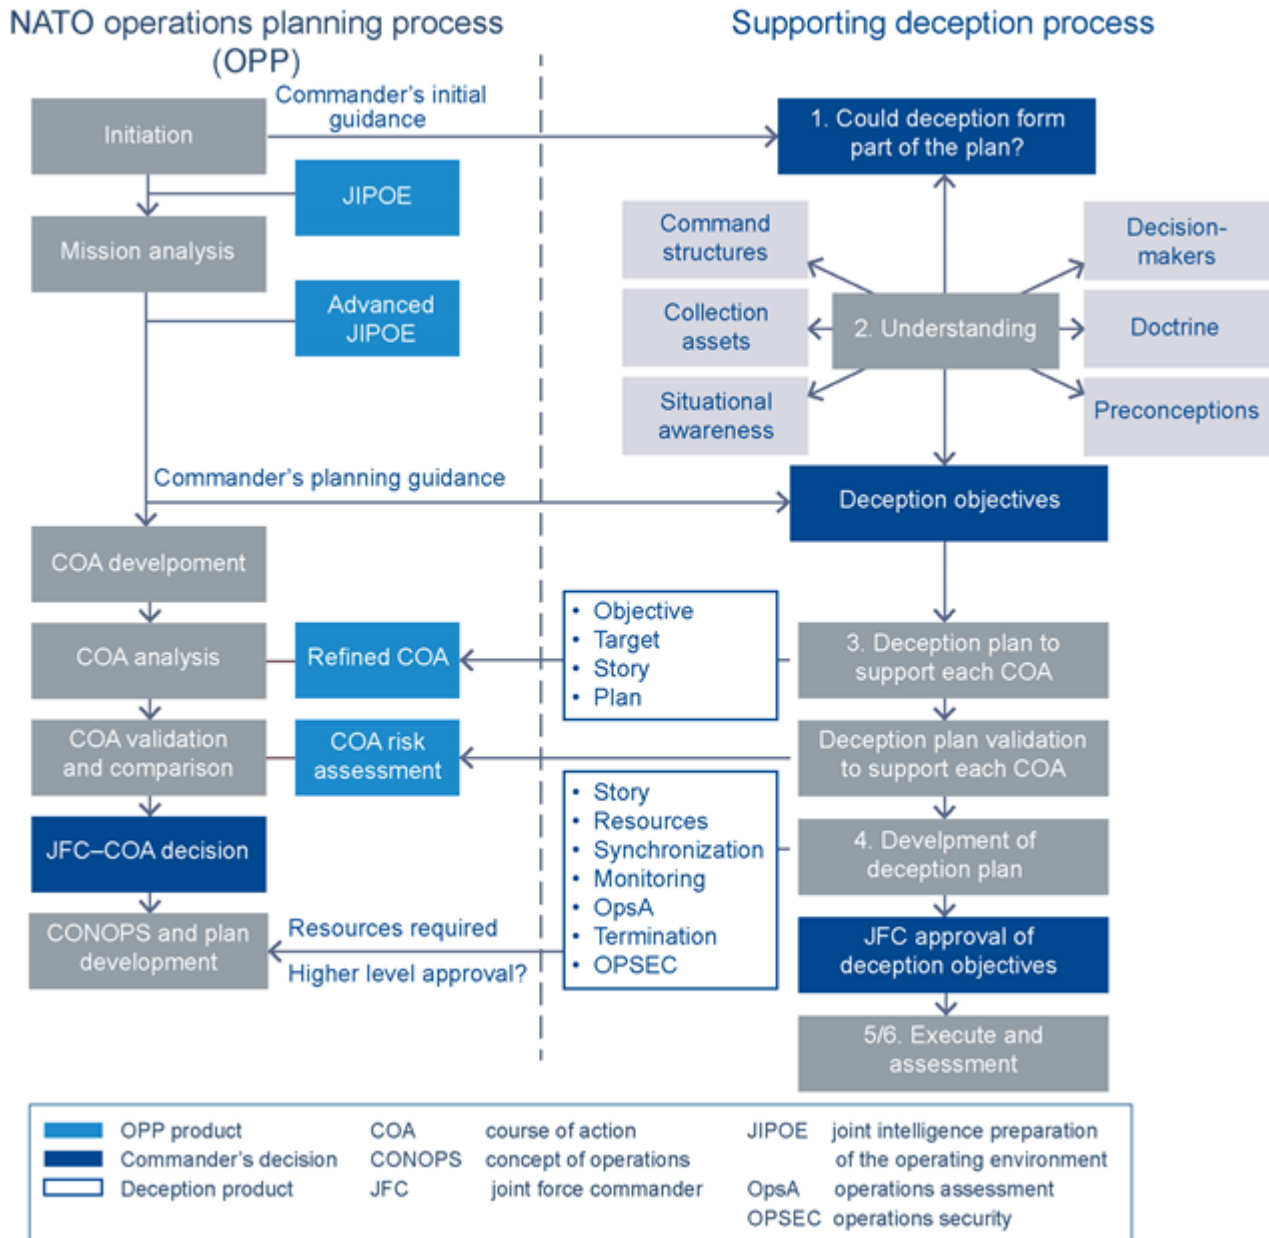 NATO operations planning process
(OPP)
Supporting deception process
Commander's initial
guidance
Initiation
1. Could deception form
part of the plan?
JIPOE
Mission analysis
Advanced
JIPOE
Command
structures
Decision-
makers
Collection
assets
2. Understanding
Doctrine
Situational
awareness
Preconceptions
Commander's planning guidance
Deception objectives
COA develpoment
• Objective
• Target
• Story
• Plan
COA analysis
Refined COA
3. Deception plan to
support each COA
COA validation
and comparison
COA risk
assessment
Deception plan validation
to support each COA
• Story
• Resources
• Synchronization
• Monitoring
• OpsA
• Termination
• OPSEC
JFC–COA decision
4. Develpment of
deception plan
CONOPS and plan
development
Resources required
Higher level approval?
JFC approval of
deception objectives
5/6. Execute and
assessment
OPP product
Commander's decision
Deception product
COA course of action
CONOPS concept of operations
JFC joint force commander
JIPOE joint intelligence preparation
of the operating environment
OpsA operations assessment
OPSEC operations security